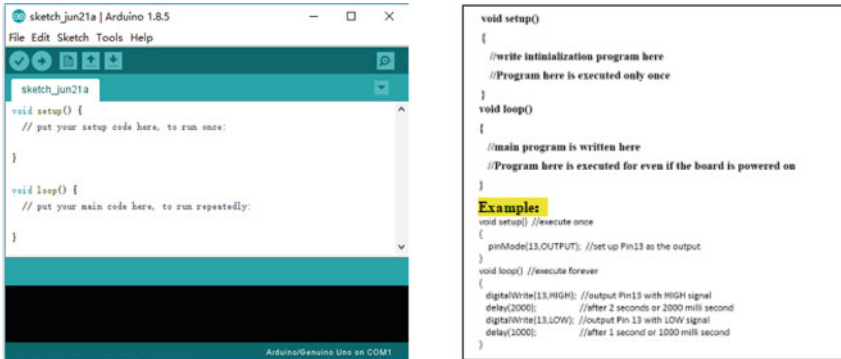 sketch_jun21a | Arduino 1.8.5
File Edit Sketch Tools Help
sketch_jun21a
void setup() {
// put your setup code here, to run once:
}
void loop() {
// put your main code here, to run repeatedly:
}
Arduino/Genuino Uno on COM1
void setup()
{
//write intinialization program here
//Program here is executed only once
}
void loop()
{
//main program is written here
//Program here is executed for even if the board is powered on
}
Example:
void setup() //execute once
{
pinMode(13,OUTPUT); //set up Pin13 as the output
}
void loop() //execute forever
{
digitalWrite(13,HIGH); //output Pin13 with HIGH signal
delay(2000); //after 2 seconds or 2000 milli second
digitalWrite(13,LOW); //output Pin 13 with LOW signal
delay(1000); //after 1 second or 1000 milli second
}